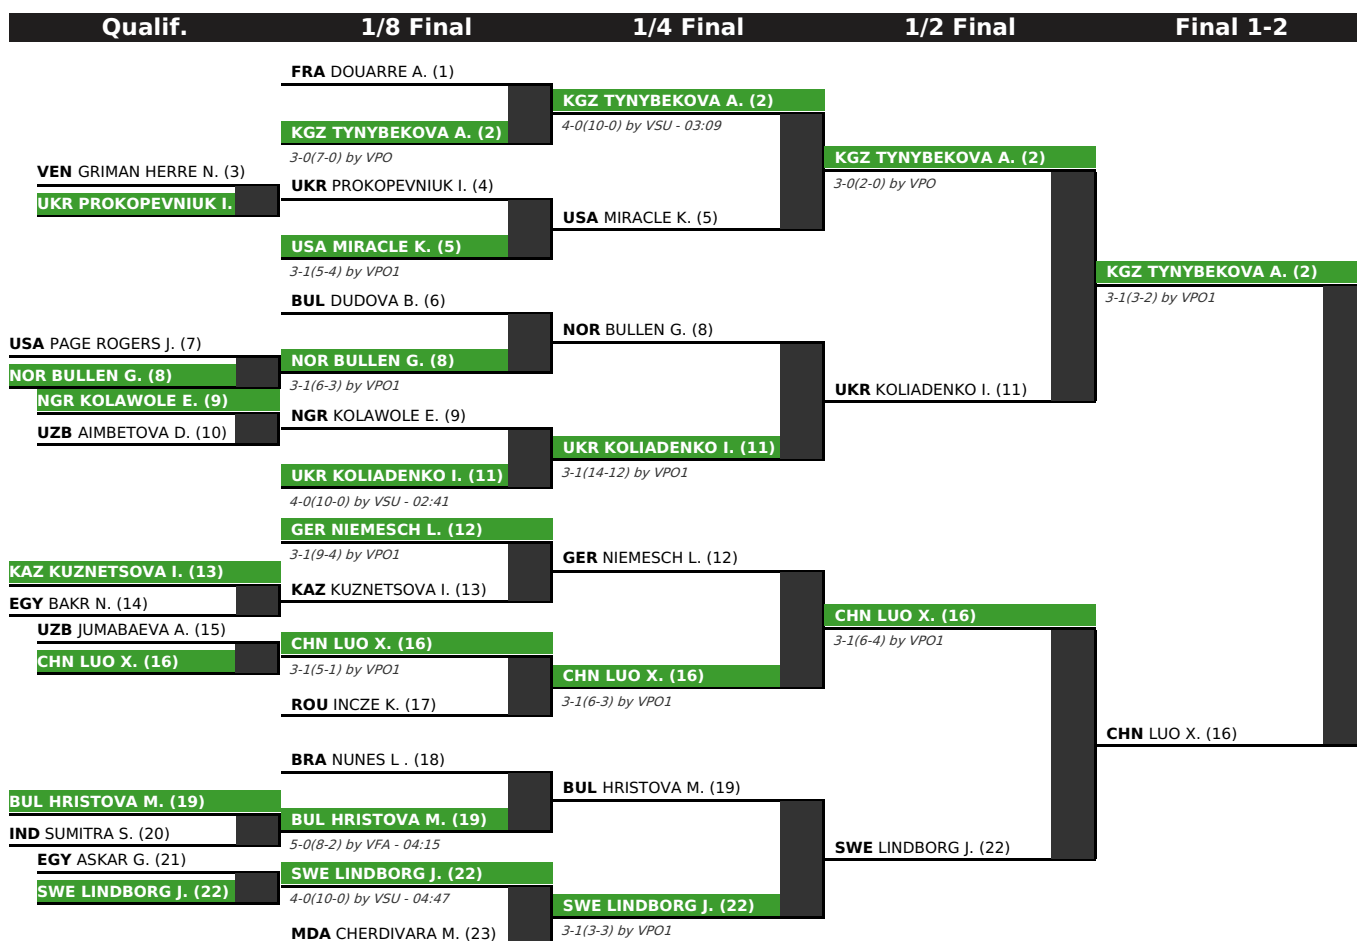 Qualif.
1/8 Final
1/4 Final
1/2 Final
Final 1-2
VEN GRIMAN HERRE N. (3)
UKR PROKOPEVNIUK I.
USA PAGE ROGERS J. (7)
NOR BULLEN G. (8)
NGR KOLAWOLE E. (9)
UZB AIMBETOVA D. (10)
KAZ KUZNETSOVA I. (13)
EGY BAKR N. (14)
UZB JUMABAEVA A. (15)
CHN LUO X. (16)
BUL HRISTOVA M. (19)
IND SUMITRA S. (20)
EGY ASKAR G. (21)
SWE LINDBORG J. (22)
FRA DOUARRE A. (1)
KGZ TYNYBEKOVA A. (2)
3-0(7-0) by VPO
UKR PROKOPEVNIUK I. (4)
USA MIRACLE K. (5)
3-1(5-4) by VPO1
BUL DUDOVA B. (6)
NOR BULLEN G. (8)
3-1(6-3) by VPO1
NGR KOLAWOLE E. (9)
UKR KOLIADENKO I. (11)
4-0(10-0) by VSU - 02:41
GER NIEMESCH L. (12)
3-1(9-4) by VPO1
KAZ KUZNETSOVA I. (13)
CHN LUO X. (16)
3-1(5-1) by VPO1
ROU INCZE K. (17)
BRA NUNES L . (18)
BUL HRISTOVA M. (19)
5-0(8-2) by VFA - 04:15
SWE LINDBORG J. (22)
4-0(10-0) by VSU - 04:47
MDA CHERDIVARA M. (23)
KGZ TYNYBEKOVA A. (2)
4-0(10-0) by VSU - 03:09
USA MIRACLE K. (5)
NOR BULLEN G. (8)
UKR KOLIADENKO I. (11)
3-1(14-12) by VPO1
GER NIEMESCH L. (12)
CHN LUO X. (16)
3-1(6-3) by VPO1
BUL HRISTOVA M. (19)
SWE LINDBORG J. (22)
3-1(3-3) by VPO1
KGZ TYNYBEKOVA A. (2)
3-0(2-0) by VPO
UKR KOLIADENKO I. (11)
CHN LUO X. (16)
3-1(6-4) by VPO1
SWE LINDBORG J. (22)
KGZ TYNYBEKOVA A. (2)
3-1(3-2) by VPO1
CHN LUO X. (16)